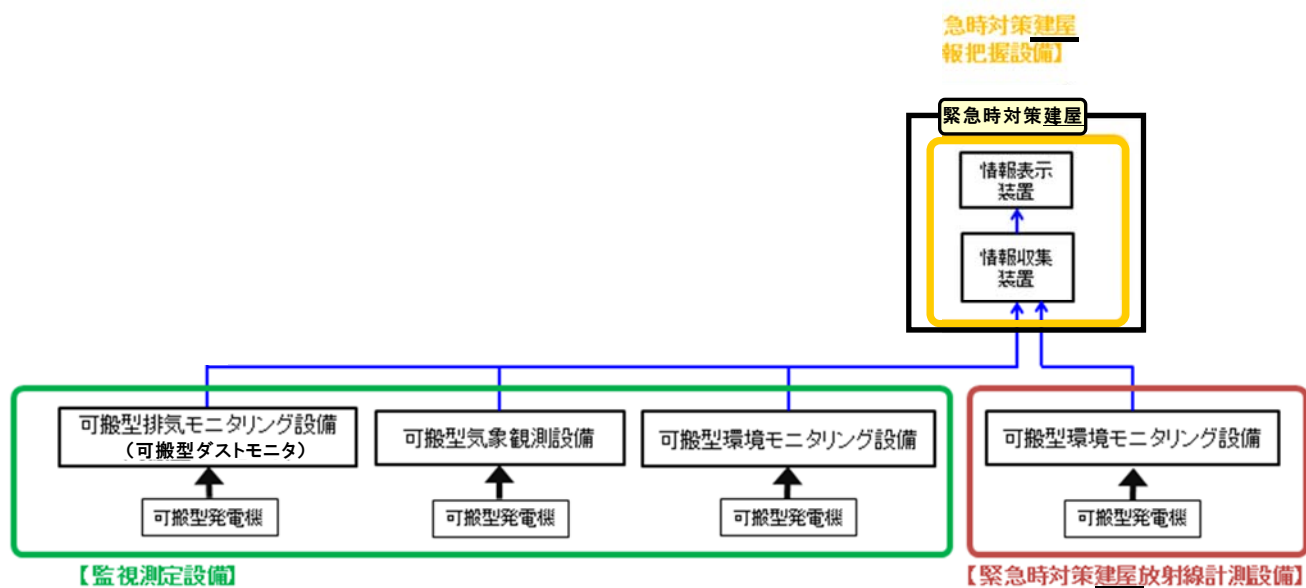 急時対策建屋
報把握設備】
緊急時対策建屋
情報表示
装置
情報収集
装置
可搬型排気モニタリング設備
（可搬型ダストモニタ）
可搬型気象観測設備
可搬型環境モニタリング設備
可搬型環境モニタリング設備
可搬型発電機
可搬型発電機
可搬型発電機
可搬型発電機
【監視測定設備】
【緊急時対策建屋放射線計測設備】